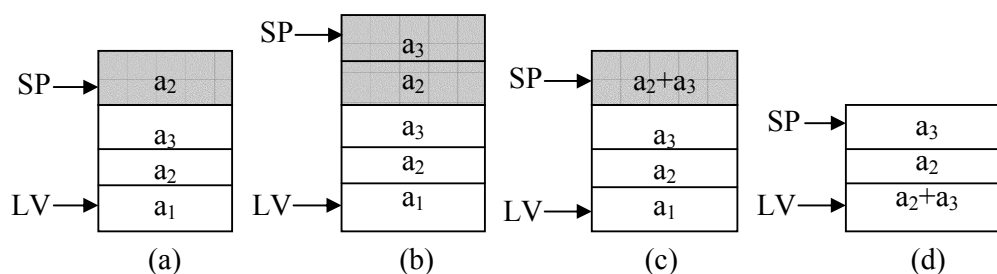 SP a₂
a₃
a₂
LV a₁
(a)
SP a₃
a₂
a₃
a₂
LV a₁
(b)
SP a₂+a₃
a₃
a₂
LV a₁
(c)
SP a₃
a₂
LV a₂+a₃
(d)